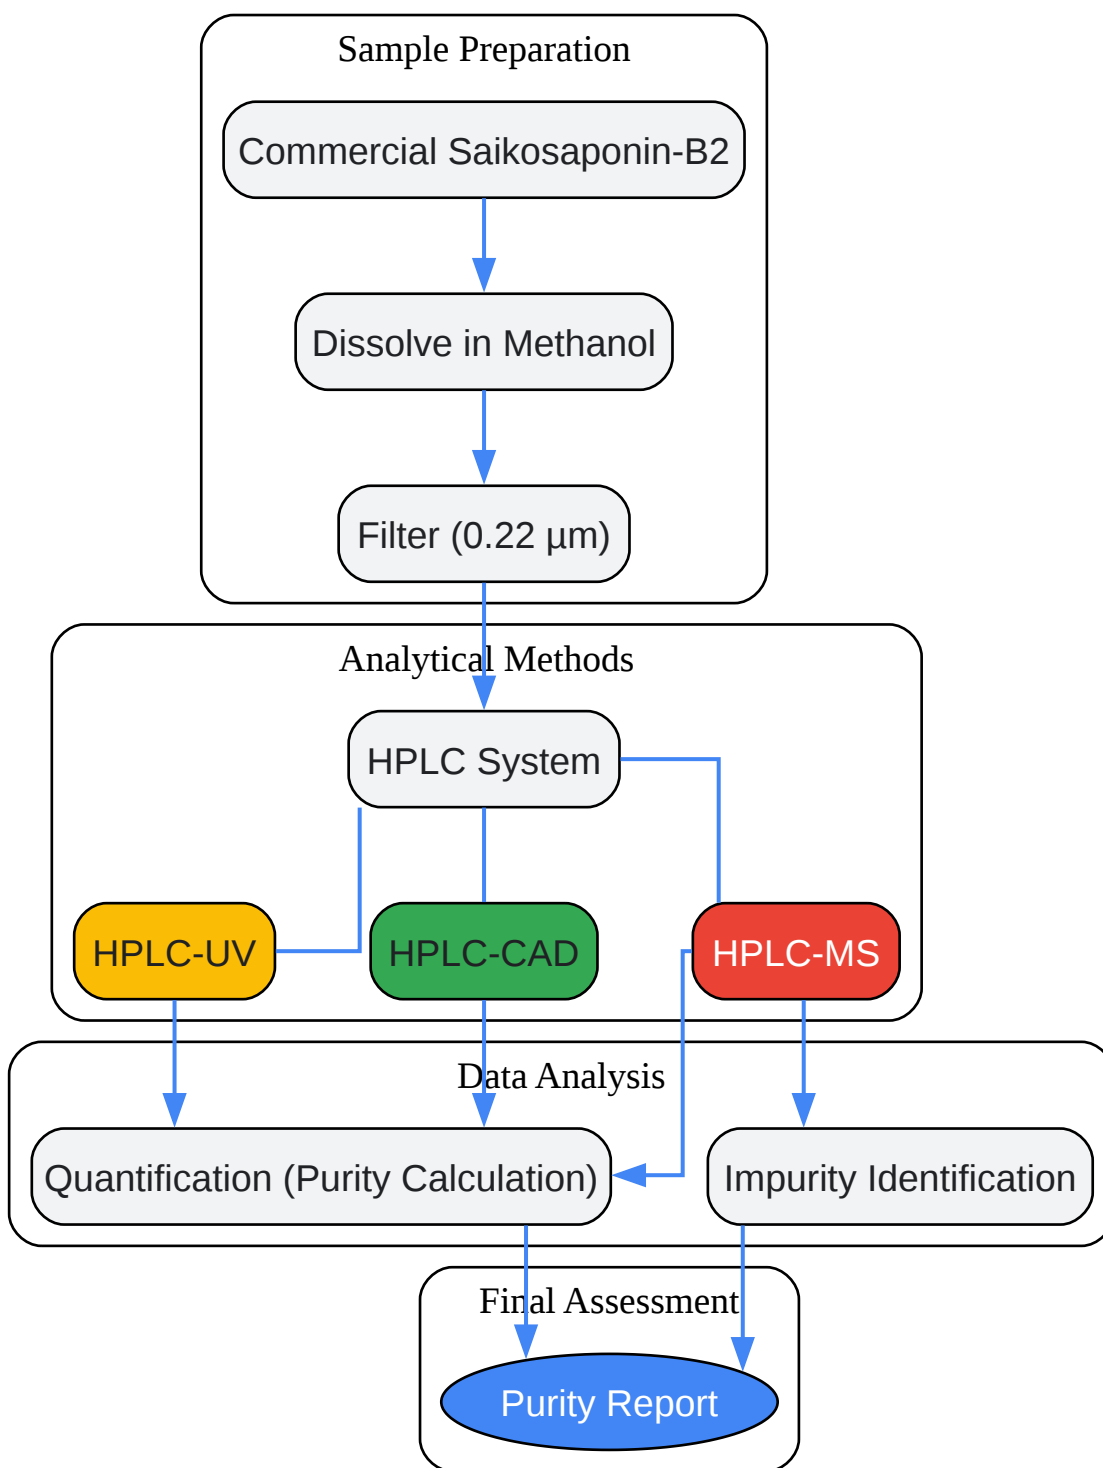 Sample Preparation
Commercial Saikosaponin-B2
Dissolve in Methanol
Filter (0.22 µm)
Analytical Methods
HPLC System
HPLC-UV
HPLC-CAD
HPLC-MS
Data Analysis
Quantification (Purity Calculation)
Impurity Identification
Final Assessment
Purity Report